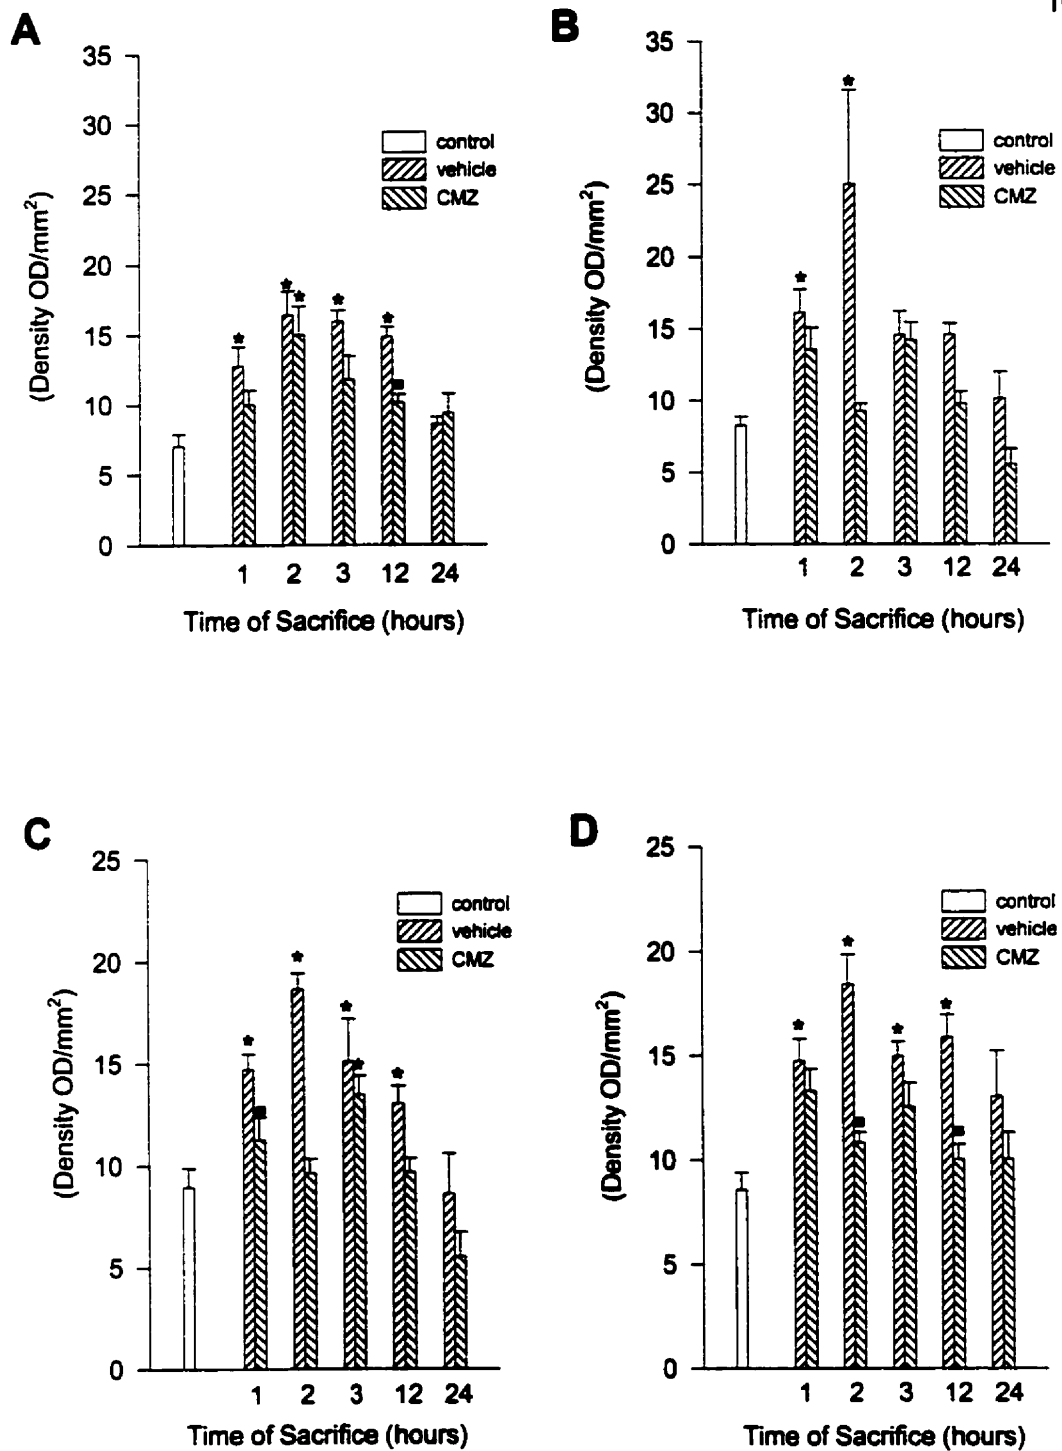 A
35
30
25
20
15
10
5
0
(Density OD/mm²)
control
vehicle
CMZ
* * * * *
1 2 3 12 24
Time of Sacrifice (hours)
B
35
30
25
20
15
10
5
0
(Density OD/mm²)
control
vehicle
CMZ
* *
1 2 3 12 24
Time of Sacrifice (hours)
C
25
20
15
10
5
0
(Density OD/mm²)
control
vehicle
CMZ
* * * * *
1 2 3 12 24
Time of Sacrifice (hours)
D
25
20
15
10
5
0
(Density OD/mm²)
control
vehicle
CMZ
* * * *
1 2 3 12 24
Time of Sacrifice (hours)